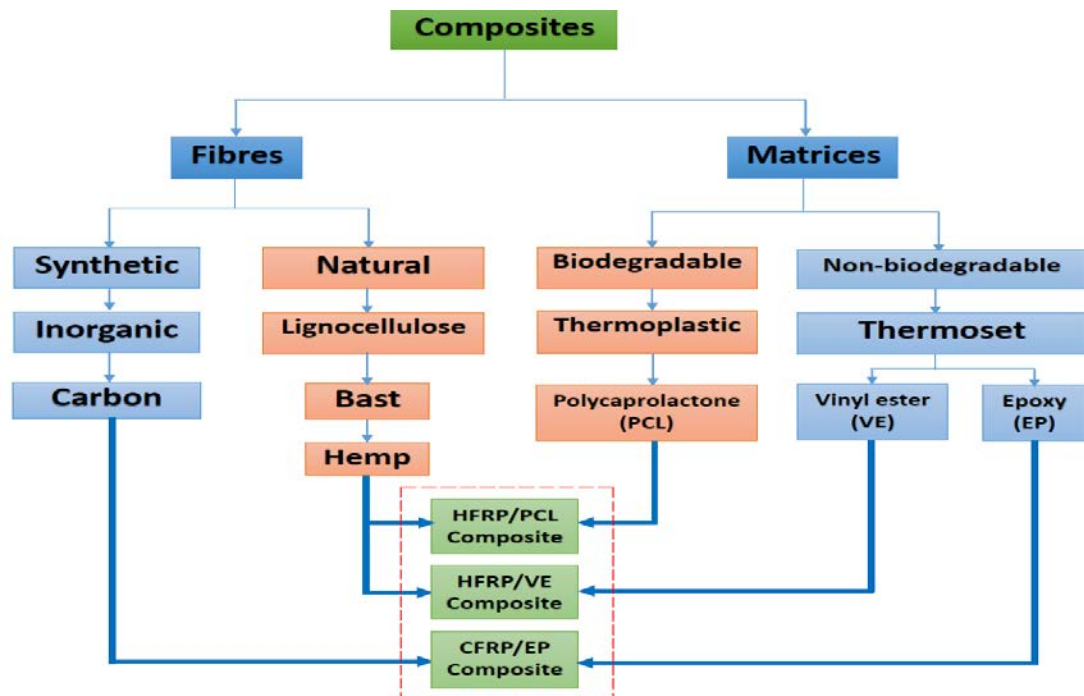 Composites
Fibres
Matrices
Synthetic
Natural
Biodegradable
Non-biodegradable
Inorganic
Lignocellulose
Thermoplastic
Thermoset
Carbon
Bast
Polycaprolactone
(PCL)
Vinyl ester
(VE)
Epoxy
(EP)
Hemp
HFRP/PCL
Composite
HFRP/VE
Composite
CFRP/EP
Composite